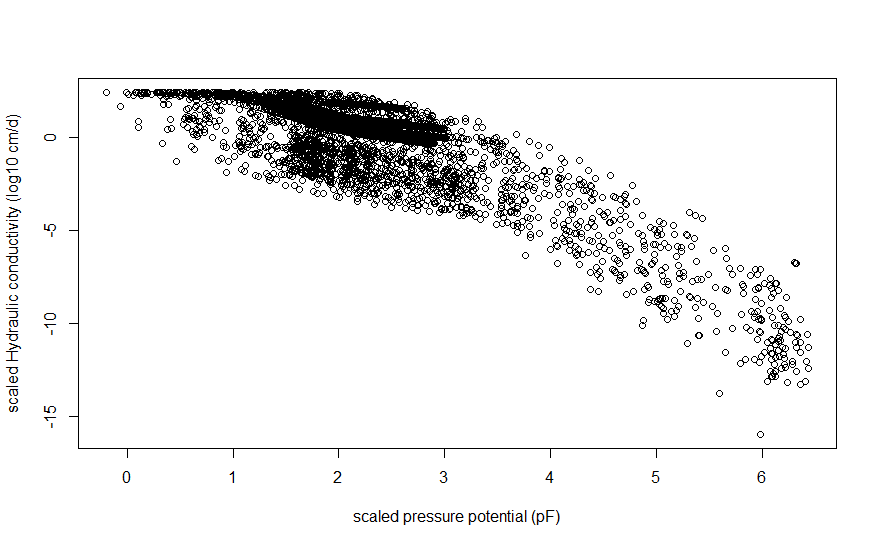 scaled Hydraulic conductivity (log10 cm/d)
0
-5
-10
-15
0 1 2 3 4 5 6
scaled pressure potential (pF)